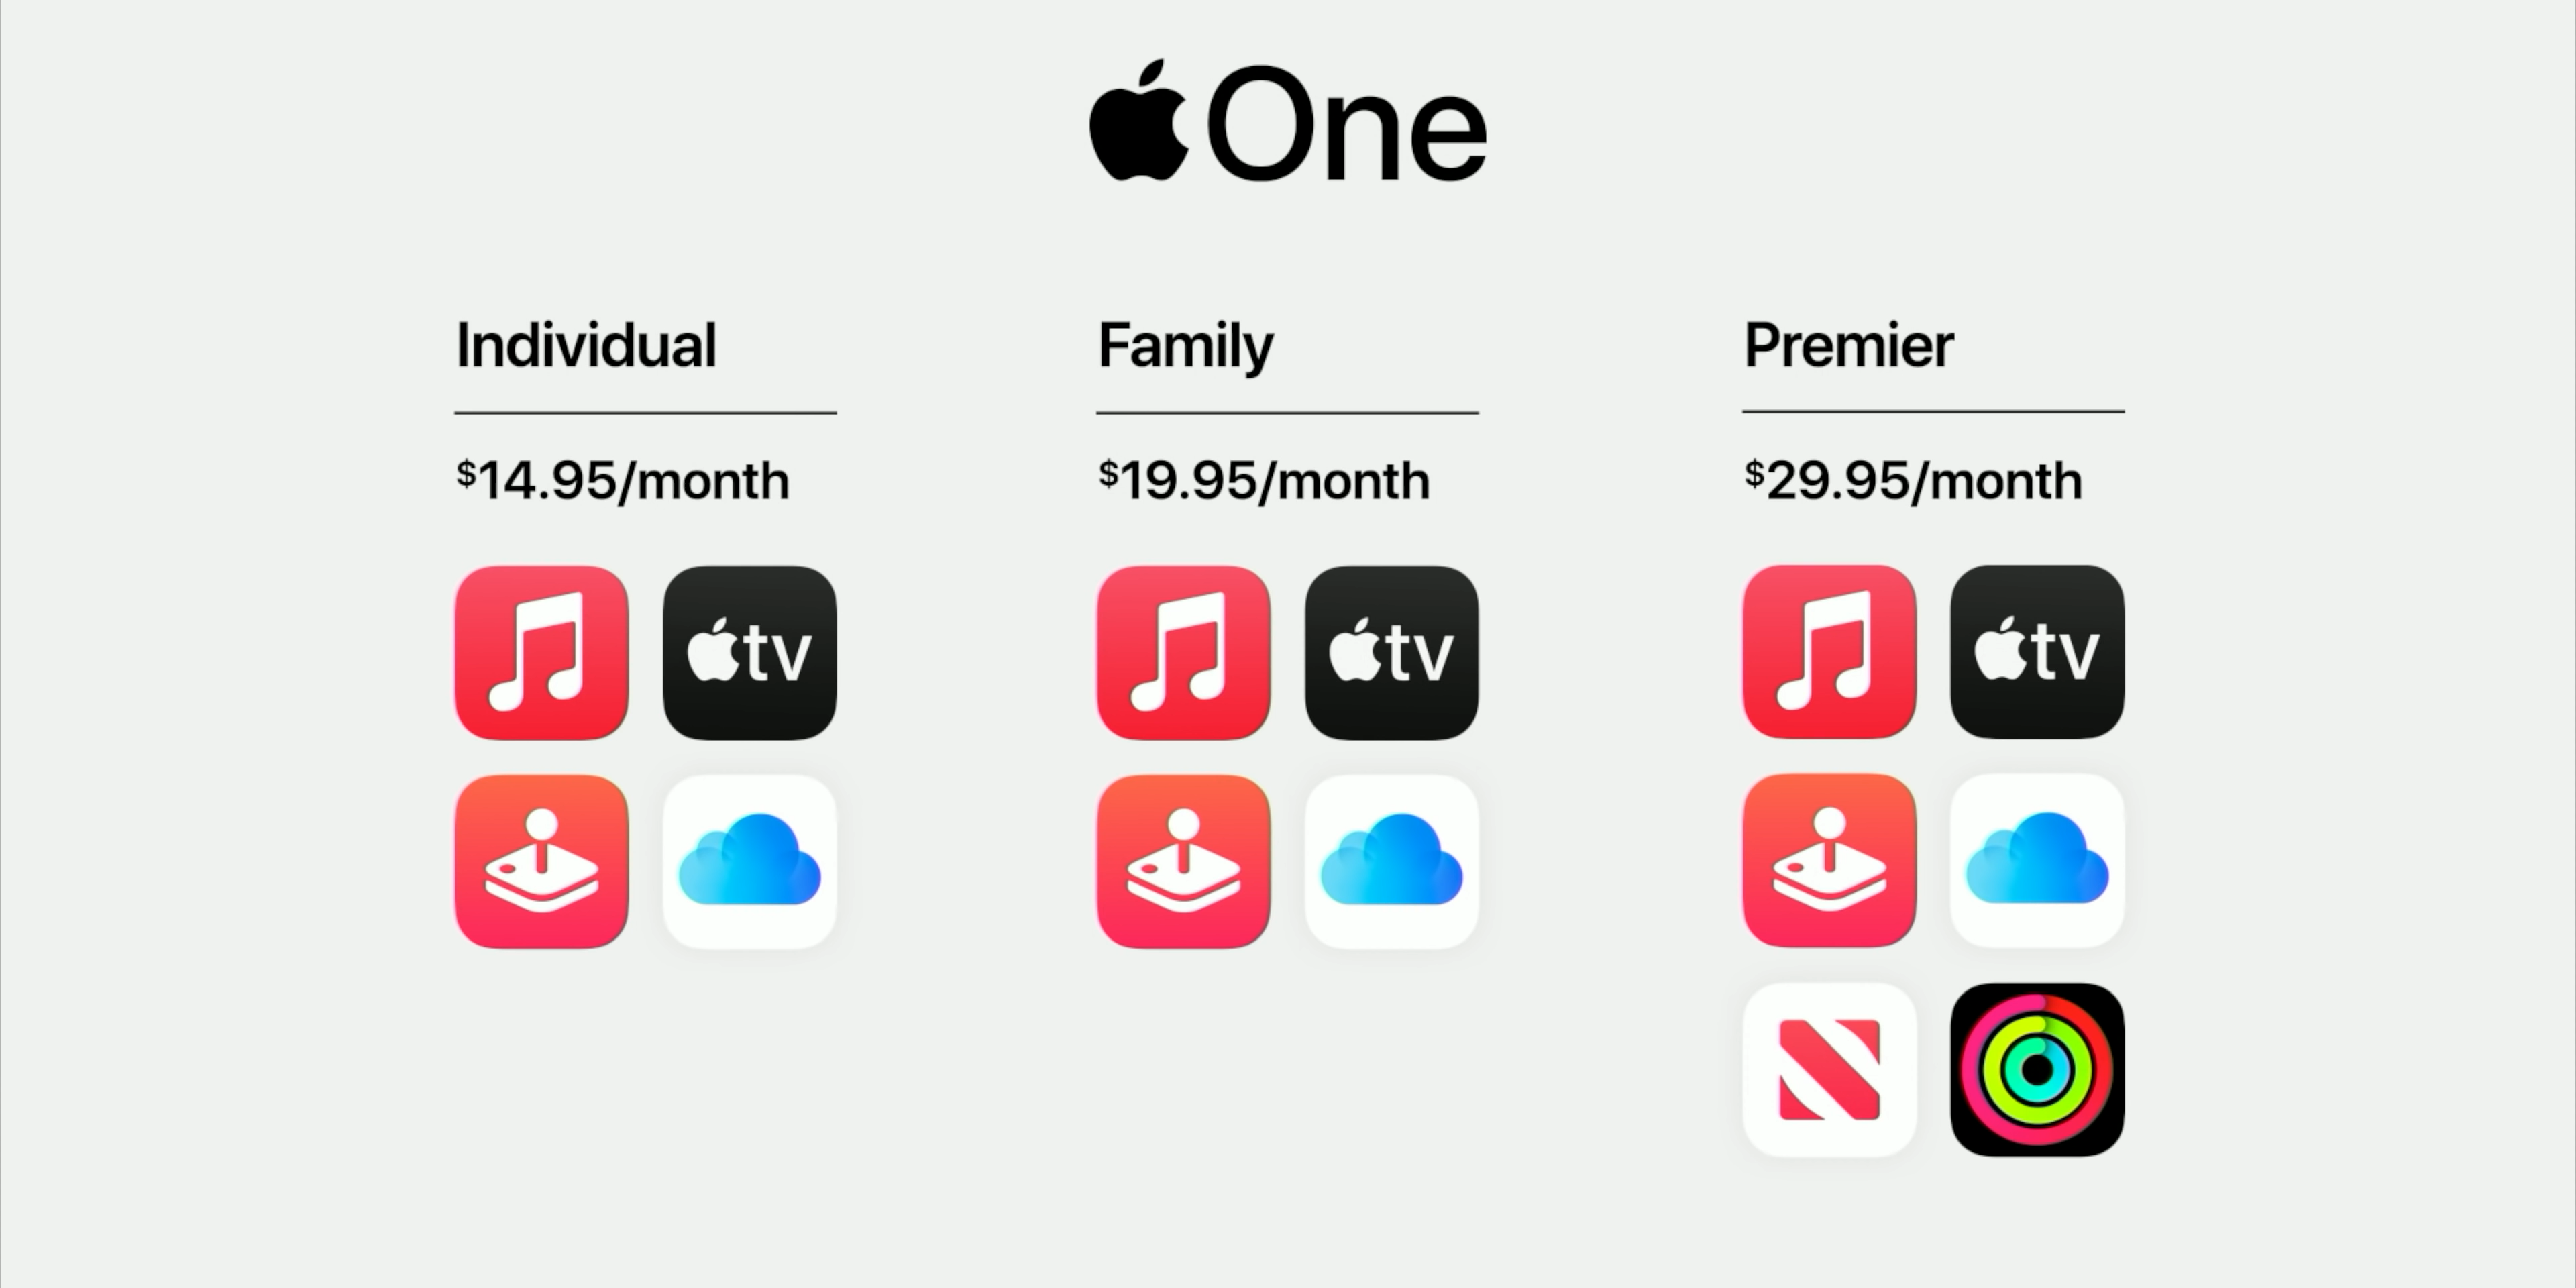 One
Individual
$14.95/month
tv
Family
$19.95/month
tv
Premier
$29.95/month
tv